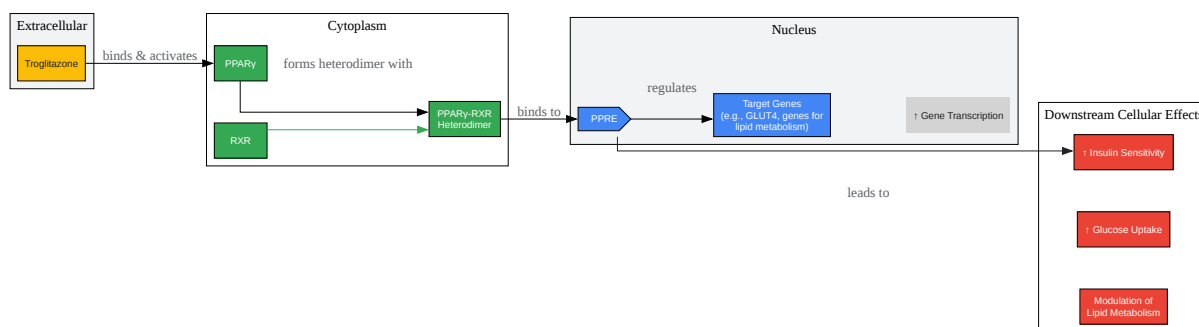 Extracellular
Troglitazone
binds & activates
Cytoplasm
PPARγ
forms heterodimer with
RXR
PPARγ-RXR
Heterodimer
binds to
Nucleus
PPRE
regulates
Target Genes
(e.g., GLUT4, genes for
lipid metabolism)
↑ Gene Transcription
leads to
Downstream Cellular Effects
↑ Insulin Sensitivity
↑ Glucose Uptake
Modulation of
Lipid Metabolism